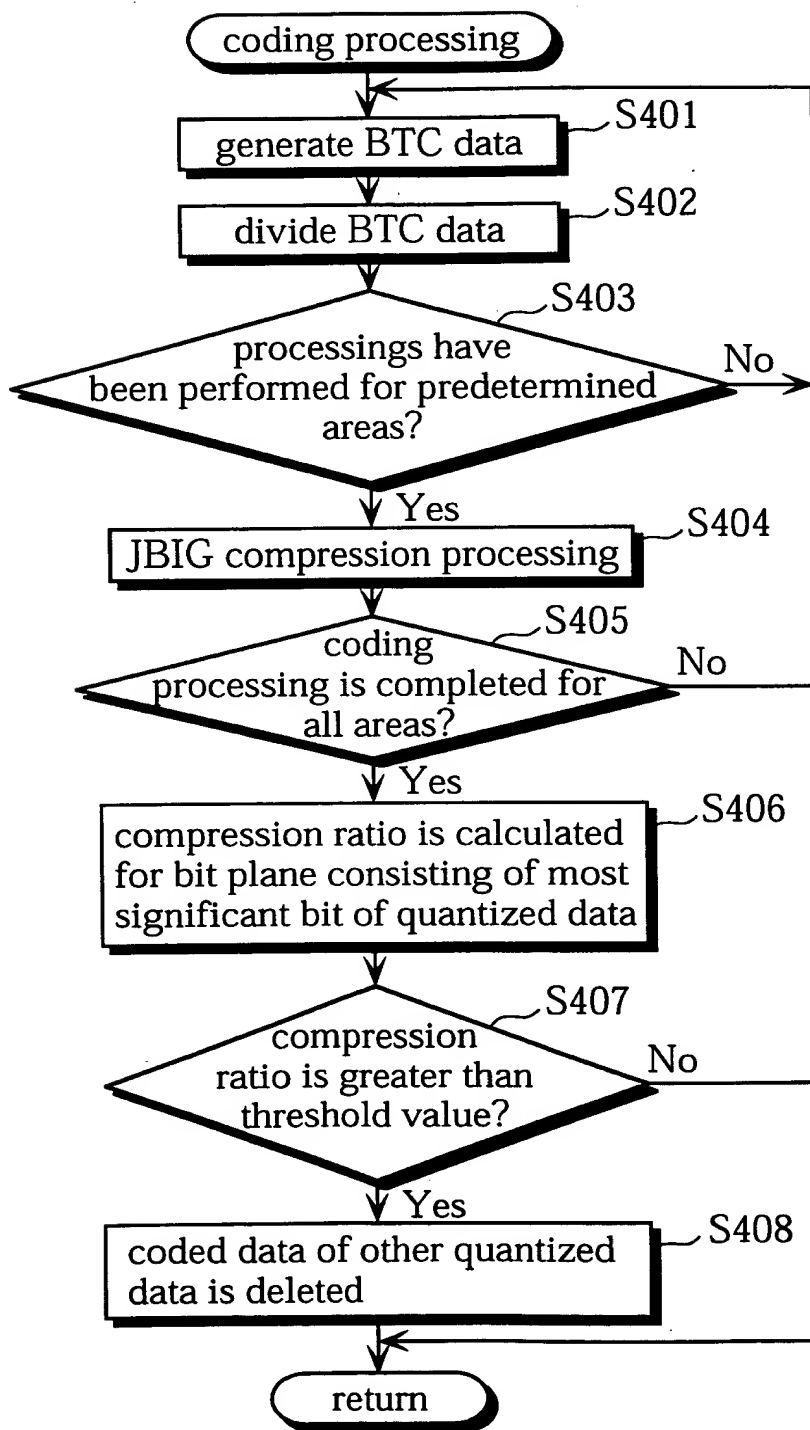 coding processing
S401
generate BTC data
S402
divide BTC data
S403
processings have
been performed for predetermined
areas?
No
Yes
S404
JBIG compression processing
S405
coding
processing is completed for
all areas?
No
Yes
S406
compression ratio is calculated
for bit plane consisting of most
significant bit of quantized data
S407
compression
ratio is greater than
threshold value?
No
Yes
S408
coded data of other quantized
data is deleted
return